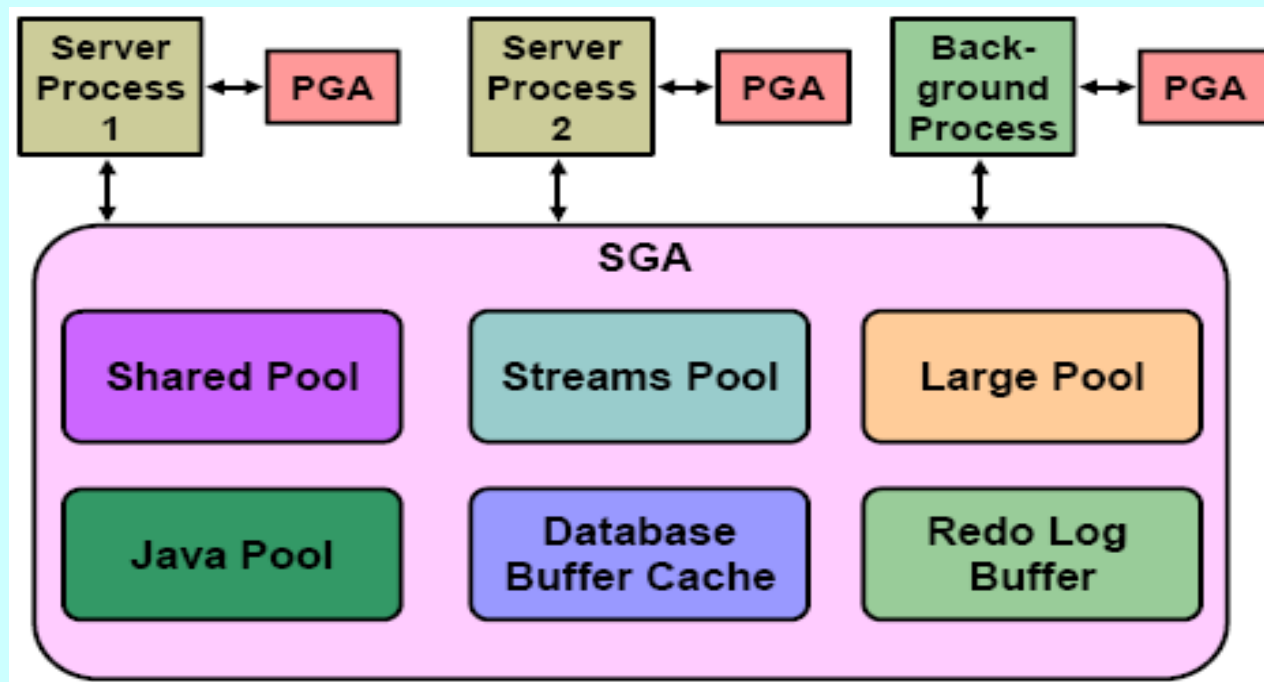 Server
Process
1
PGA
Server
Process
2
PGA
Back-
ground
Process
PGA
SGA
Shared Pool
Streams Pool
Large Pool
Java Pool
Database
Buffer Cache
Redo Log
Buffer